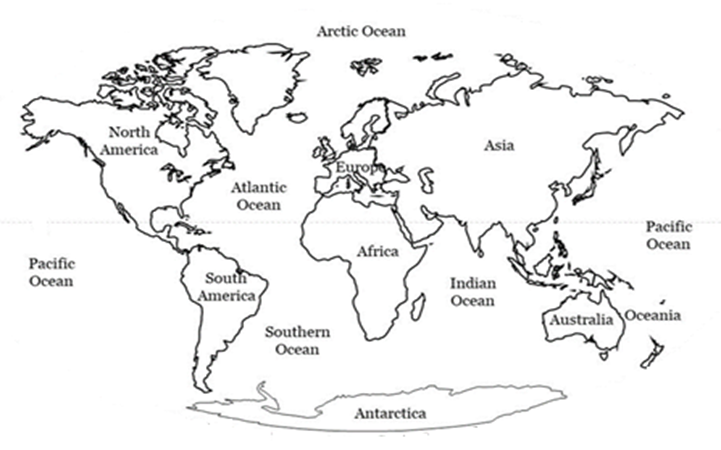 Arctic Ocean
North
America
Asia
Europe
Atlantic
Ocean
Pacific
Ocean
Africa
Pacific
Ocean
South
America
Indian
Ocean
Southern
Ocean
Australia
Oceania
Antarctica